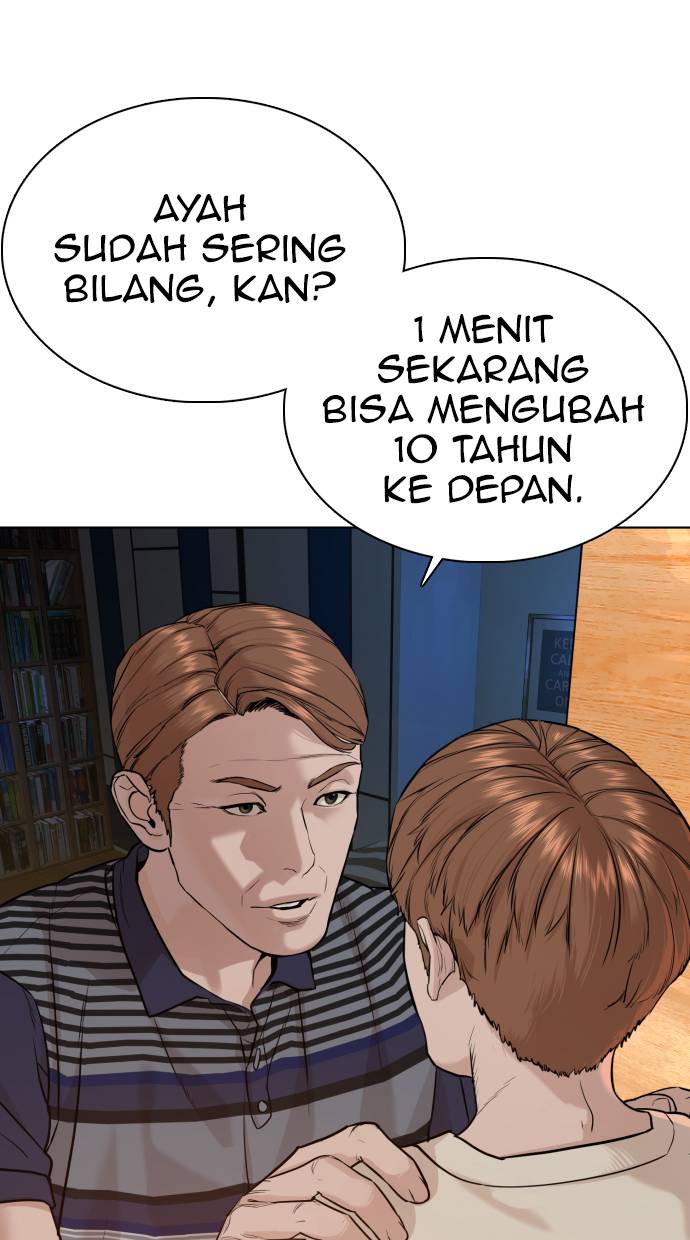 AYAH
SUDAH SERING
BILANG, KAN?
1 MENIT
SEKARANG
BISA MENGUBAH
10 TAHUN
KE DEPAN.